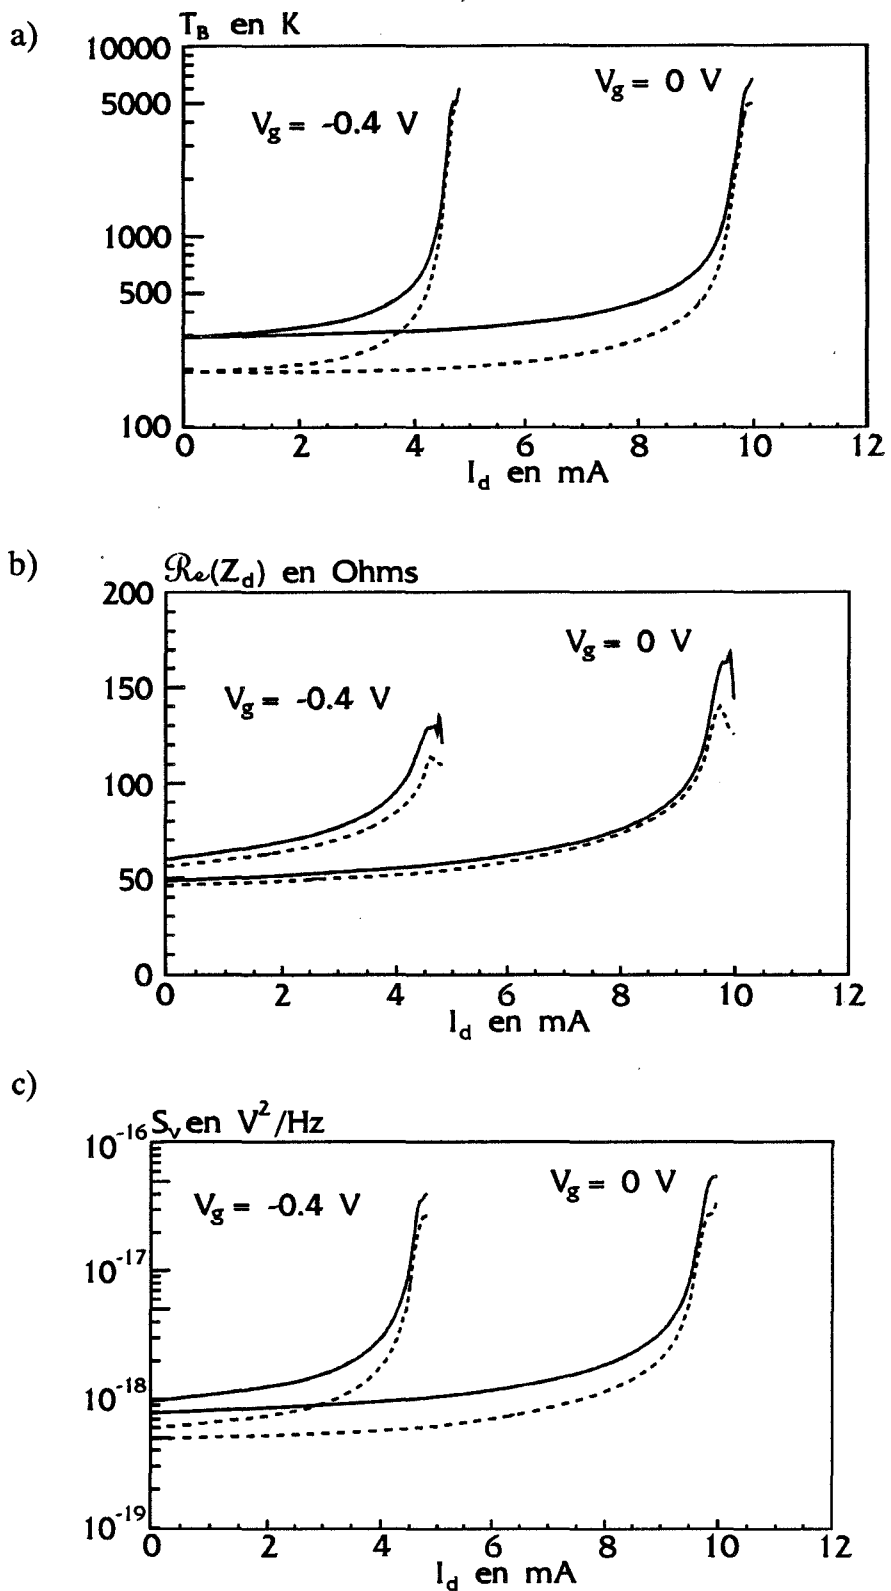 a)
T_B en K
10000
5000
1000
500
100
V_g = -0.4 V
V_g = 0 V
0 2 4 6 8 10 12
I_d en mA
b)
ℛe(Z_d) en Ohms
200
150
100
50
0
V_g = -0.4 V
V_g = 0 V
0 2 4 6 8 10 12
I_d en mA
c)
S_v en V²/Hz
10⁻¹⁶
10⁻¹⁷
10⁻¹⁸
10⁻¹⁹
V_g = -0.4 V
V_g = 0 V
0 2 4 6 8 10 12
I_d en mA